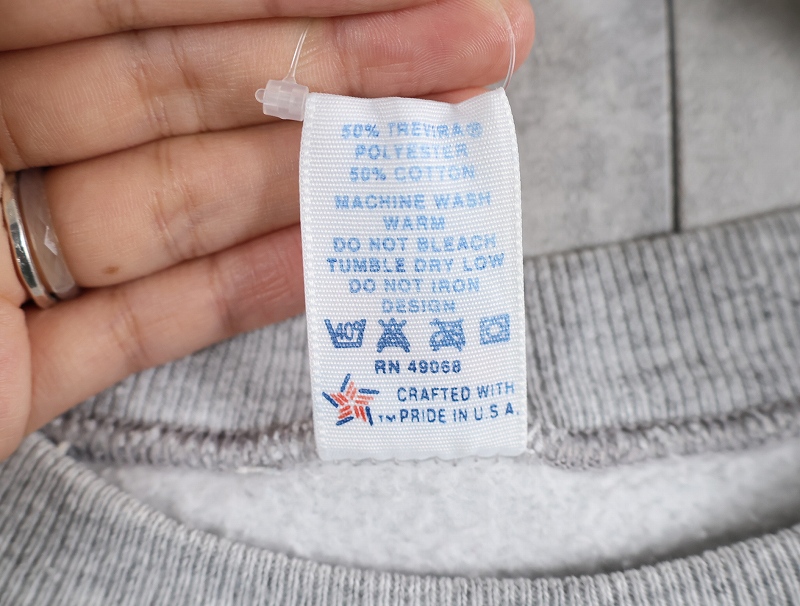 50% TREVIRA®
POLYESTER
50% COTTON
MACHINE WASH
WARM
DO NOT BLEACH
TUMBLE DRY LOW
DO NOT IRON
DESIGN
40°
RN 49068
CRAFTED WITH
™ PRIDE IN U.S.A.